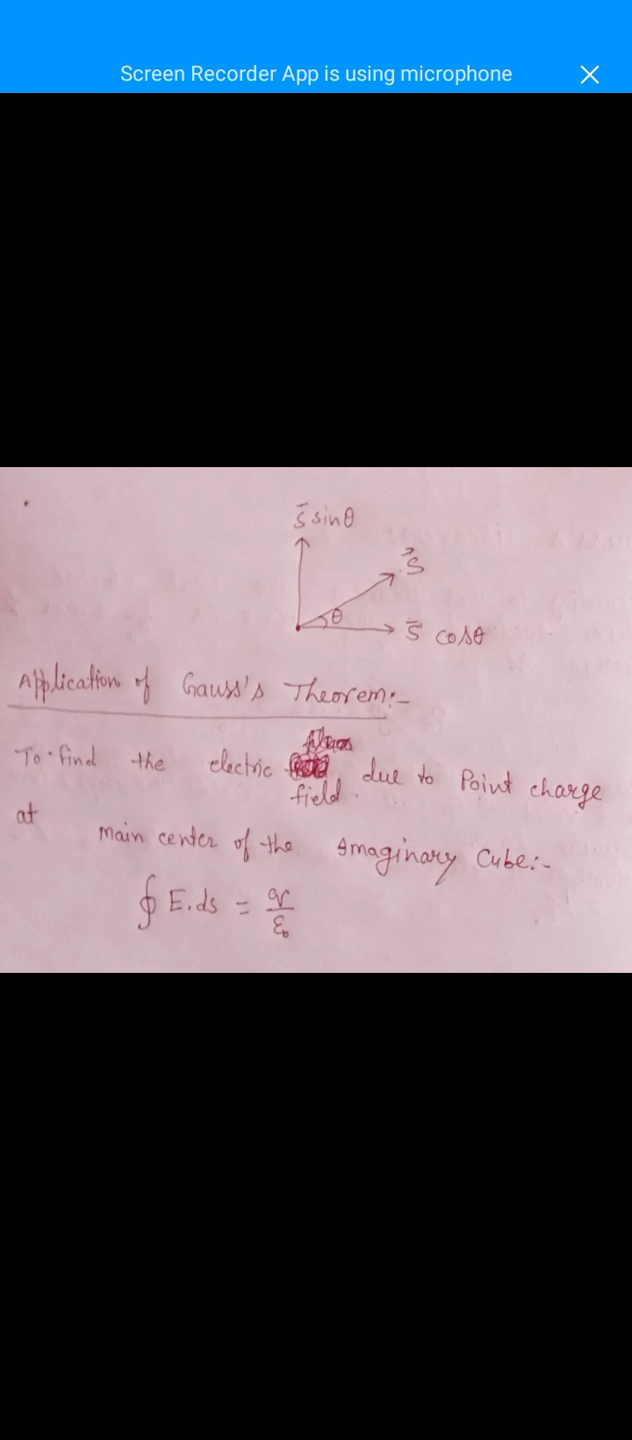 Screen Recorder App is using microphone
S̄ sinθ
S⃗
θ
S̄ cosθ
Application of Gauss's Theorem:-
To find the electric due to Point charge
field.
at main center of the Imaginary Cube:-
∮ E.ds = q/ε₀